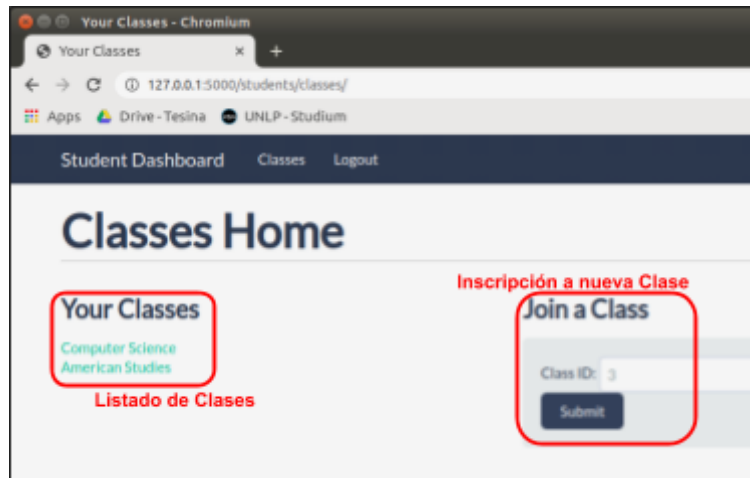 Your Classes - Chromium
Your Classes × +
127.0.0.1:5000/students/classes/
Apps Drive - Tesina UNLP - Studium
Student Dashboard Classes Logout
Classes Home
Inscripción a nueva Clase
Your Classes
Computer Science
American Studies
Listado de Clases
Join a Class
Class ID: 3
Submit